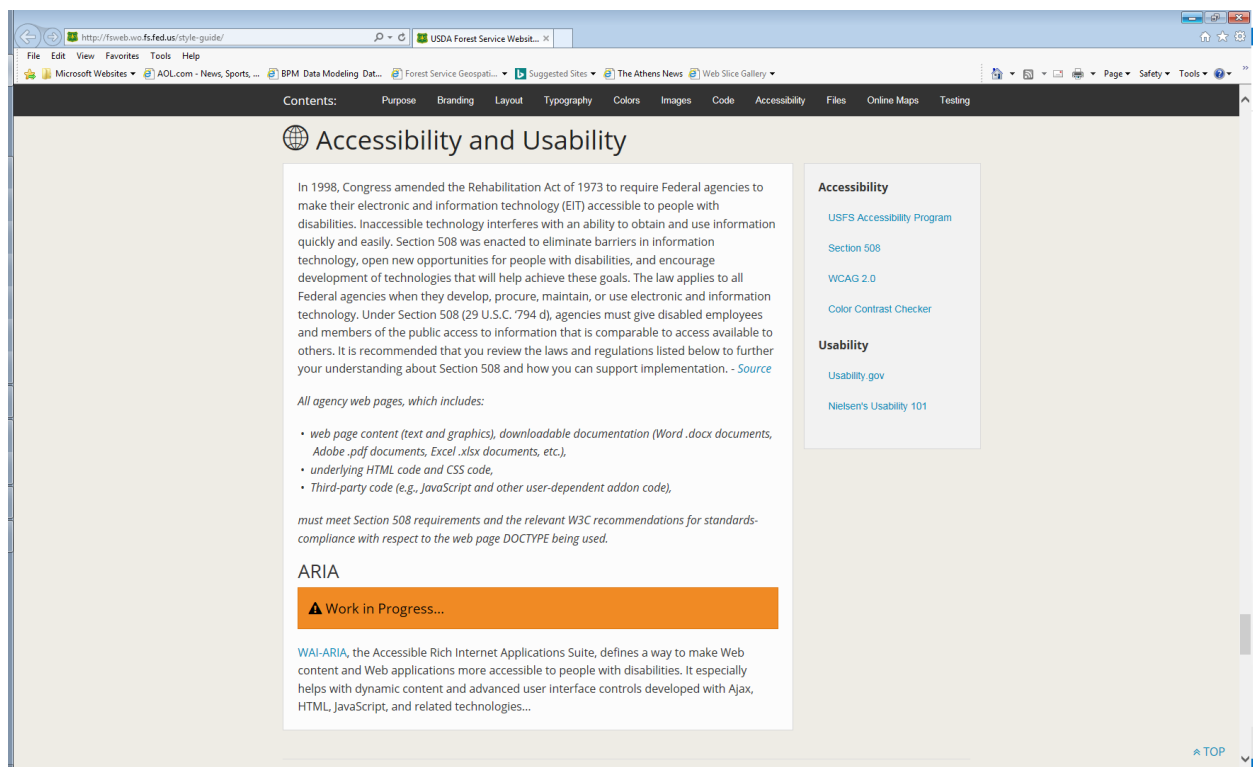 http://fsweb.wo.fs.fed.us/style-guide/
USDA Forest Service Websit...
File Edit View Favorites Tools Help
Microsoft Websites AOL.com - News, Sports, ... BPM Data Modeling Dat... Forest Service Geospati... Suggested Sites The Athens News Web Slice Gallery Page Safety Tools
Contents: Purpose Branding Layout Typography Colors Images Code Accessibility Files Online Maps Testing
Accessibility and Usability
In 1998, Congress amended the Rehabilitation Act of 1973 to require Federal agencies to
make their electronic and information technology (EIT) accessible to people with
disabilities. Inaccessible technology interferes with an ability to obtain and use information
quickly and easily. Section 508 was enacted to eliminate barriers in information
technology, open new opportunities for people with disabilities, and encourage
development of technologies that will help achieve these goals. The law applies to all
Federal agencies when they develop, procure, maintain, or use electronic and information
technology. Under Section 508 (29 U.S.C. ‘794 d), agencies must give disabled employees
and members of the public access to information that is comparable to access available to
others. It is recommended that you review the laws and regulations listed below to further
your understanding about Section 508 and how you can support implementation. - Source
All agency web pages, which includes:
• web page content (text and graphics), downloadable documentation (Word .docx documents,
Adobe .pdf documents, Excel .xlsx documents, etc.),
• underlying HTML code and CSS code,
• Third-party code (e.g., JavaScript and other user-dependent addon code),
must meet Section 508 requirements and the relevant W3C recommendations for standards-
compliance with respect to the web page DOCTYPE being used.
ARIA
Work in Progress...
WAI-ARIA, the Accessible Rich Internet Applications Suite, defines a way to make Web
content and Web applications more accessible to people with disabilities. It especially
helps with dynamic content and advanced user interface controls developed with Ajax,
HTML, JavaScript, and related technologies...
Accessibility
USFS Accessibility Program
Section 508
WCAG 2.0
Color Contrast Checker
Usability
Usability.gov
Nielsen's Usability 101
TOP